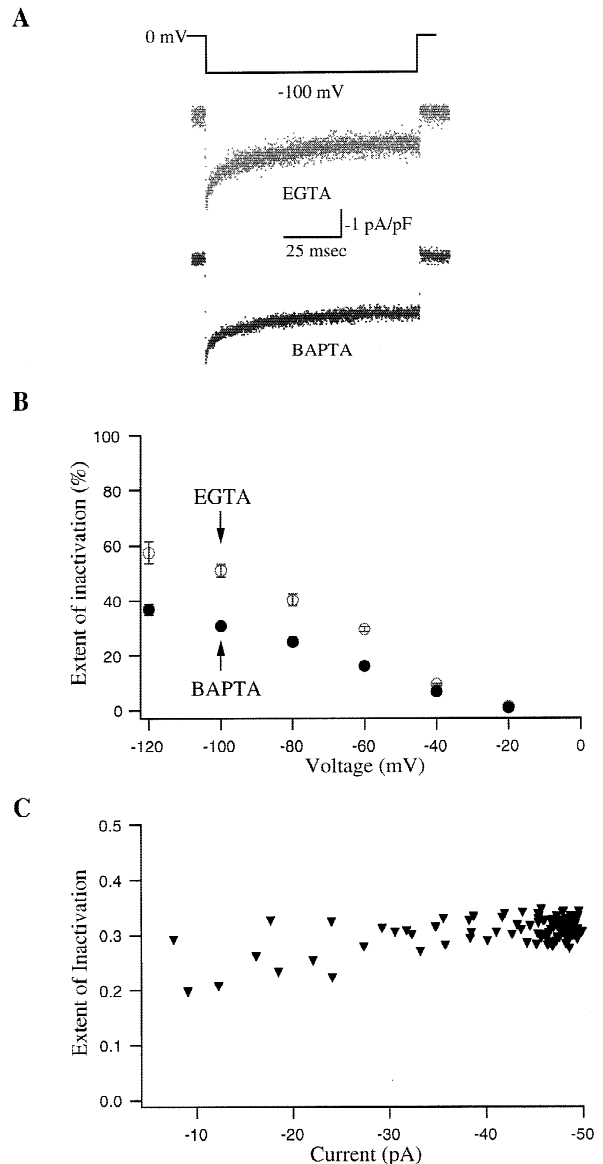 A
0 mV
-100 mV
EGTA
-1 pA/pF
25 msec
BAPTA
B
Extent of inactivation (%)
100
80
60
40
20
0
EGTA
BAPTA
-120
-100
-80
-60
-40
-20
0
Voltage (mV)
C
Extent of Inactivation
0.5
0.4
0.3
0.2
0.1
0.0
-10
-20
-30
-40
-50
Current (pA)